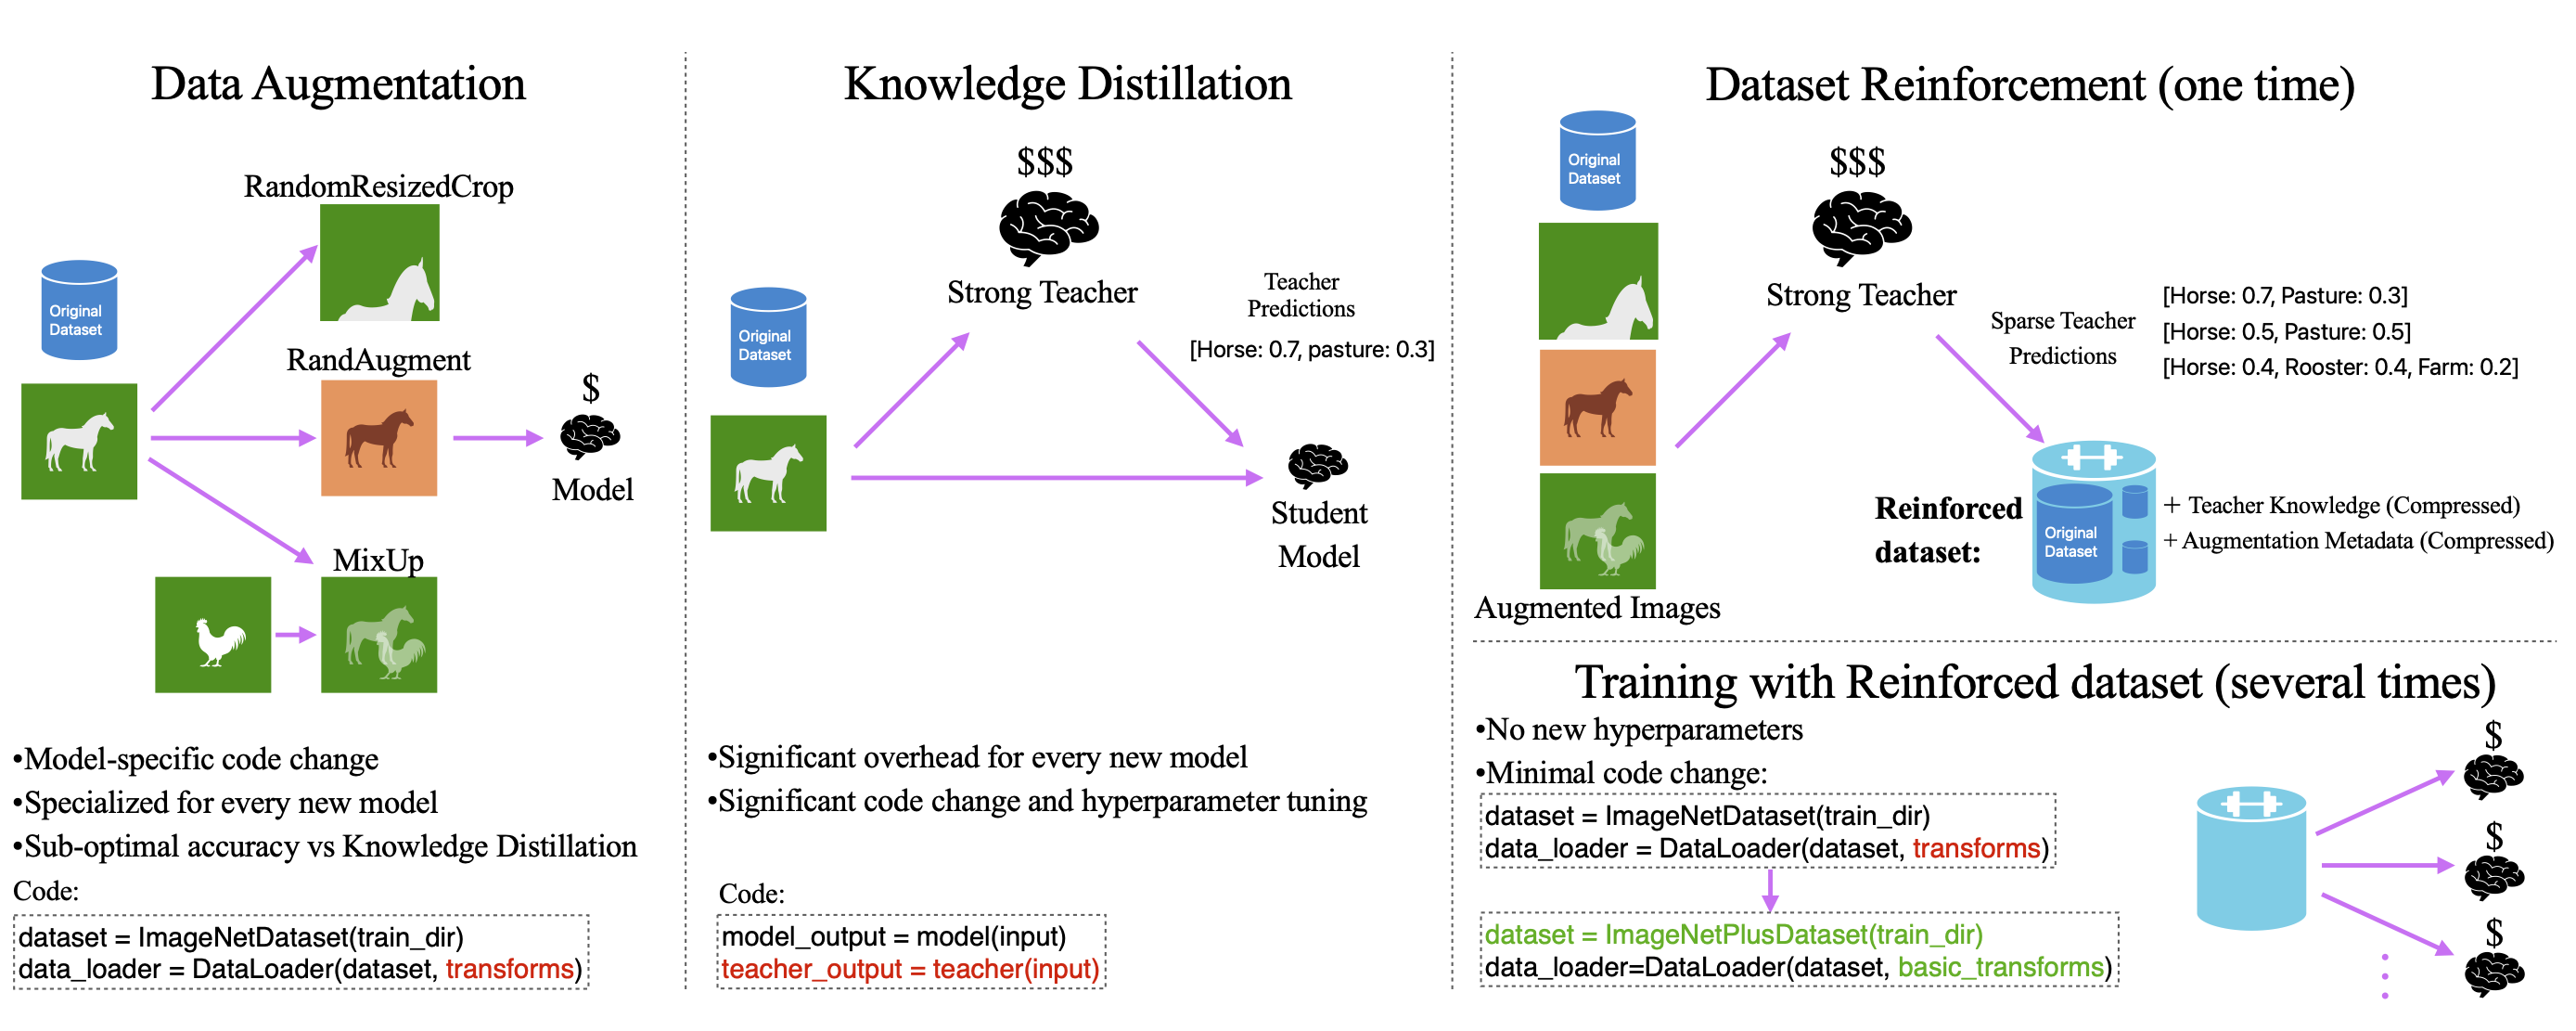 Data Augmentation
RandomResizedCrop
Original
Dataset
RandAugment
$
Model
MixUp
•Model-specific code change
•Specialized for every new model
•Sub-optimal accuracy vs Knowledge Distillation
Code:
dataset = ImageNetDataset(train_dir)
data_loader = DataLoader(dataset, transforms)
Knowledge Distillation
$$$
Strong Teacher
Original
Dataset
Teacher
Predictions
[Horse: 0.7, pasture: 0.3]
Student
Model
•Significant overhead for every new model
•Significant code change and hyperparameter tuning
Code:
model_output = model(input)
teacher_output = teacher(input)
Dataset Reinforcement (one time)
Original
Dataset
$$$
Strong Teacher
Sparse Teacher
Predictions
[Horse: 0.7, Pasture: 0.3]
[Horse: 0.5, Pasture: 0.5]
[Horse: 0.4, Rooster: 0.4, Farm: 0.2]
Augmented Images
Reinforced
dataset:
Original
Dataset
+ Teacher Knowledge (Compressed)
+ Augmentation Metadata (Compressed)
Training with Reinforced dataset (several times)
•No new hyperparameters
•Minimal code change:
dataset = ImageNetDataset(train_dir)
data_loader = DataLoader(dataset, transforms)
dataset = ImageNetPlusDataset(train_dir)
data_loader=DataLoader(dataset, basic_transforms)
$
$
$